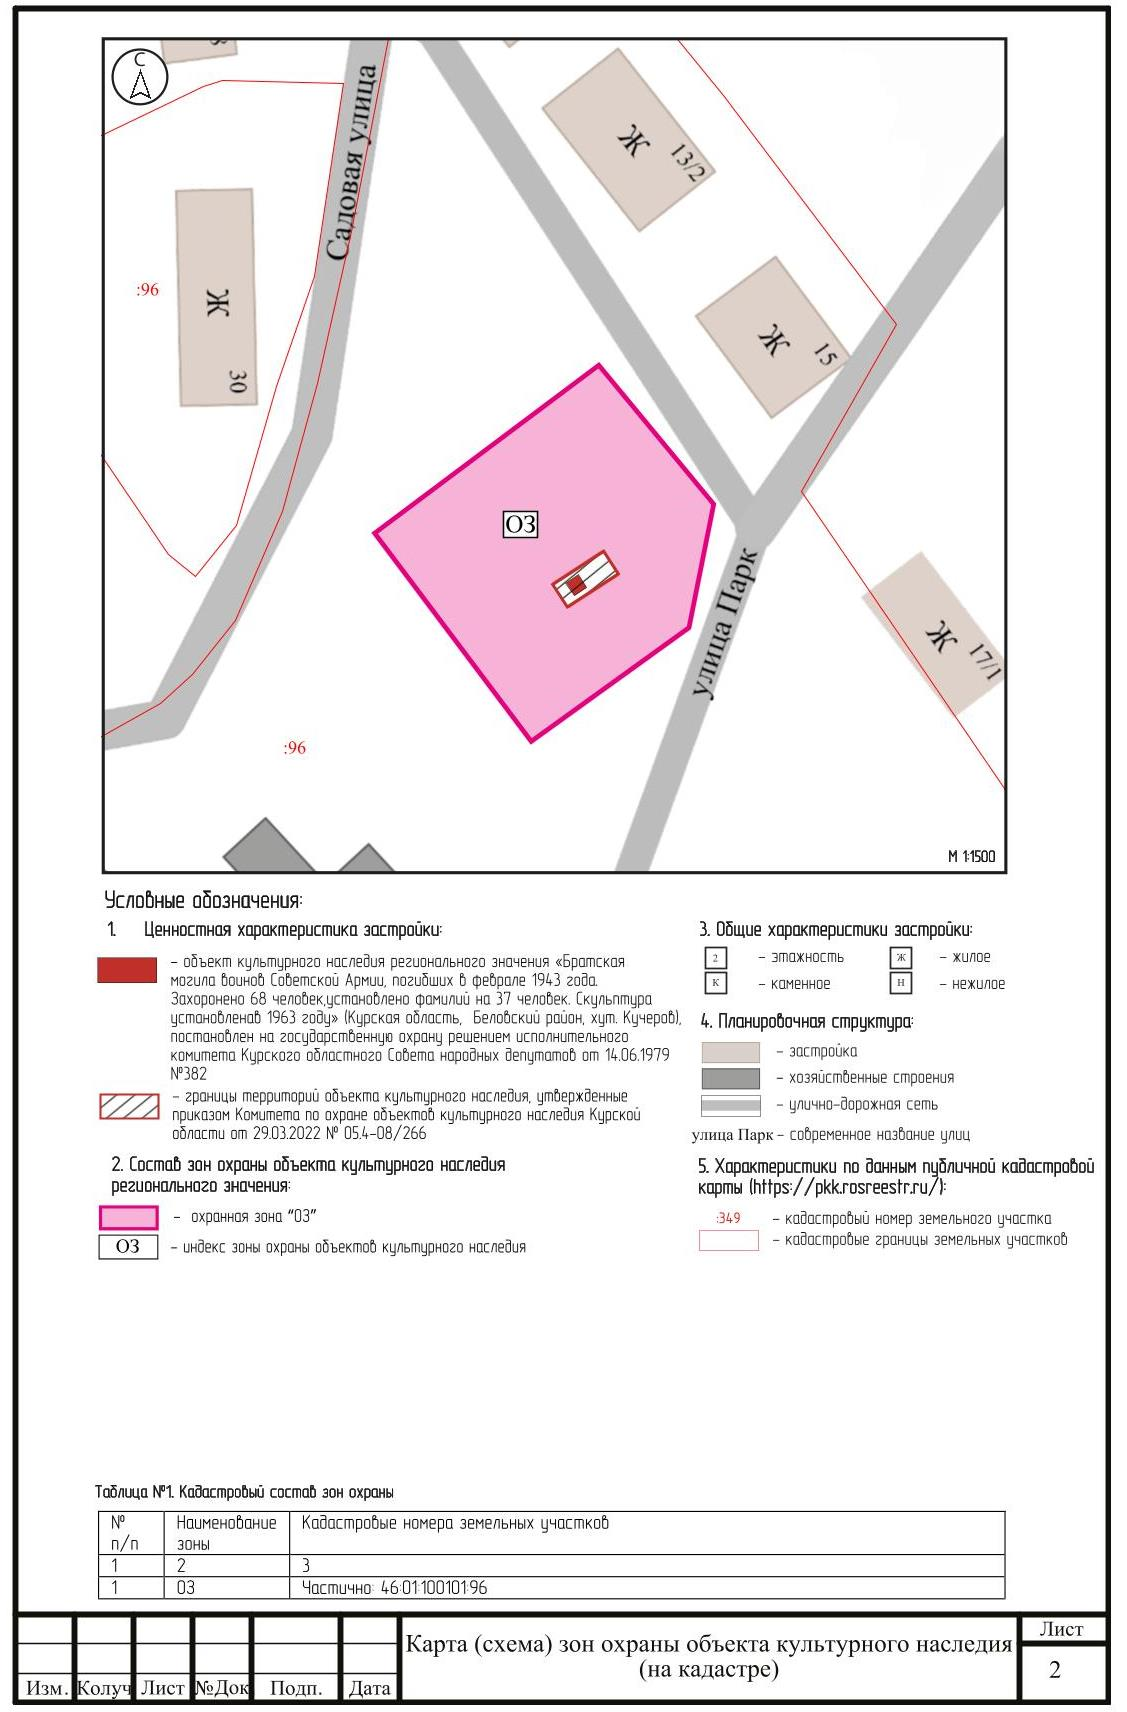 С
Садовая улица
Ж
13/2
:96
Ж
30
Ж
15
ОЗ
улица Парк
Ж
17/1
:96
М 1:1500
Условные обозначения:
1. Ценностная характеристика застройки:
– объект культурного наследия регионального значения «Братская
могила воинов Советской Армии, погибших в феврале 1943 года.
Захоронено 68 человек,установлено фамилий на 37 человек. Скульптура
установленав 1963 году» (Курская область, Беловский район, хут. Кучеров),
постановлен на государственную охрану решением исполнительного
комитета Курского областного Совета народных депутатов от 14.06.1979
№382
– границы территорий объекта культурного наследия, утвержденные
приказом Комитета по охране объектов культурного наследия Курской
области от 29.03.2022 № 05.4-08/266
2. Состав зон охраны объекта культурного наследия
регионального значения:
– охранная зона "ОЗ"
ОЗ – индекс зоны охраны объектов культурного наследия
3. Общие характеристики застройки:
2 – этажность Ж – жилое
К – каменное Н – нежилое
4. Планировочная структура:
– застройка
– хозяйственные строения
– улично-дорожная сеть
улица Парк – современное название улиц
5. Характеристики по данным публичной кадастровой
карты (https://pkk.rosreestr.ru/):
:349 – кадастровый номер земельного участка
– кадастровые границы земельных участков
Таблица №1. Кадастровый состав зон охраны
№ п/п Наименование зоны Кадастровые номера земельных участков
1 2 3
1 ОЗ Частично: 46:01:100101:96
Изм. Колуч Лист №Док Подп. Дата
Карта (схема) зон охраны объекта культурного наследия
(на кадастре)
Лист
2